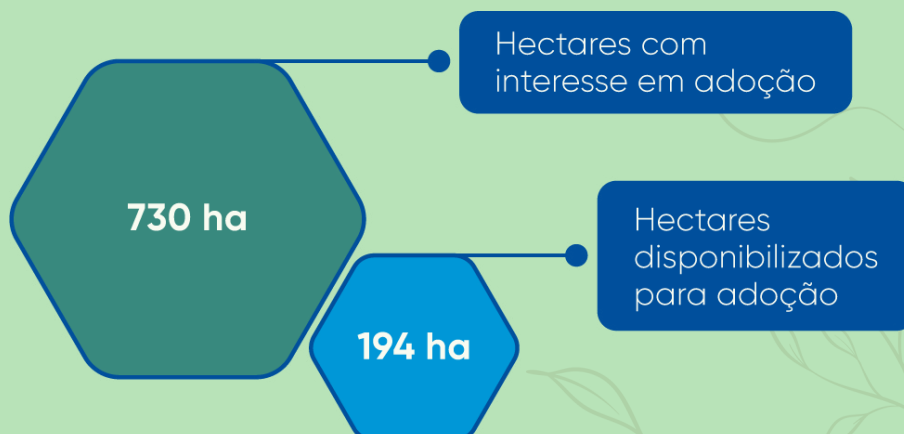 Hectares com
interesse em adoção
730 ha
Hectares
disponibilizados
para adoção
194 ha